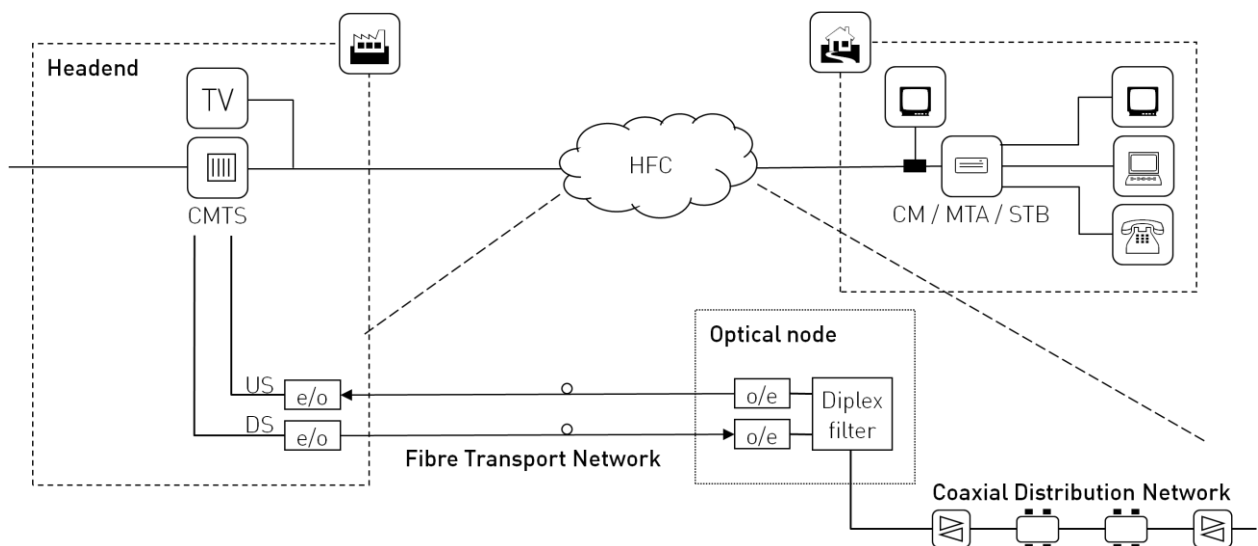 Headend
TV
CMTS
HFC
CM / MTA / STB
Optical node
US
e/o
o/e
Diplex
filter
DS
e/o
o/e
Fibre Transport Network
Coaxial Distribution Network